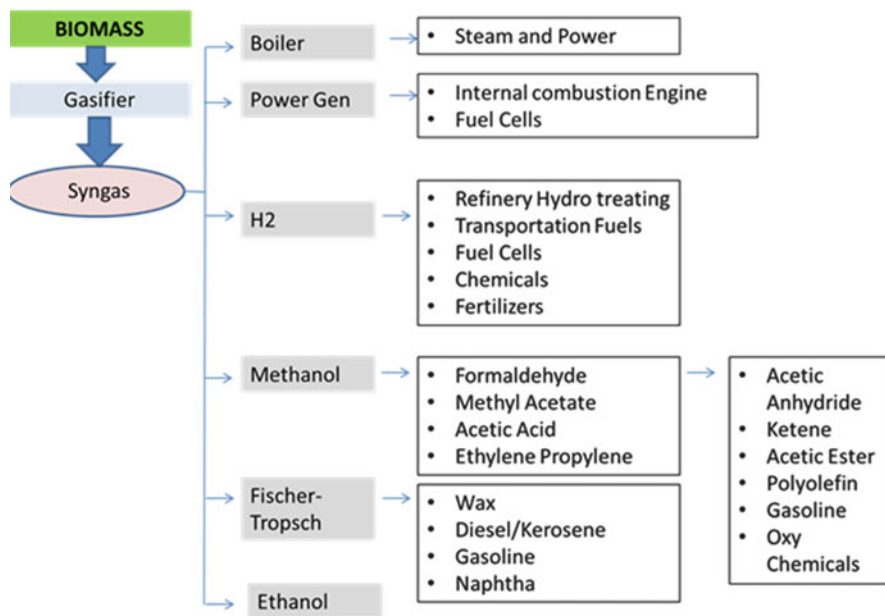 BIOMASS
Gasifier
Syngas
Boiler
• Steam and Power
Power Gen
• Internal combustion Engine
• Fuel Cells
H2
• Refinery Hydro treating
• Transportation Fuels
• Fuel Cells
• Chemicals
• Fertilizers
Methanol
• Formaldehyde
• Methyl Acetate
• Acetic Acid
• Ethylene Propylene
• Acetic
Anhydride
• Ketene
• Acetic Ester
• Polyolefin
• Gasoline
• Oxy
Chemicals
Fischer-
Tropsch
• Wax
• Diesel/Kerosene
• Gasoline
• Naphtha
Ethanol